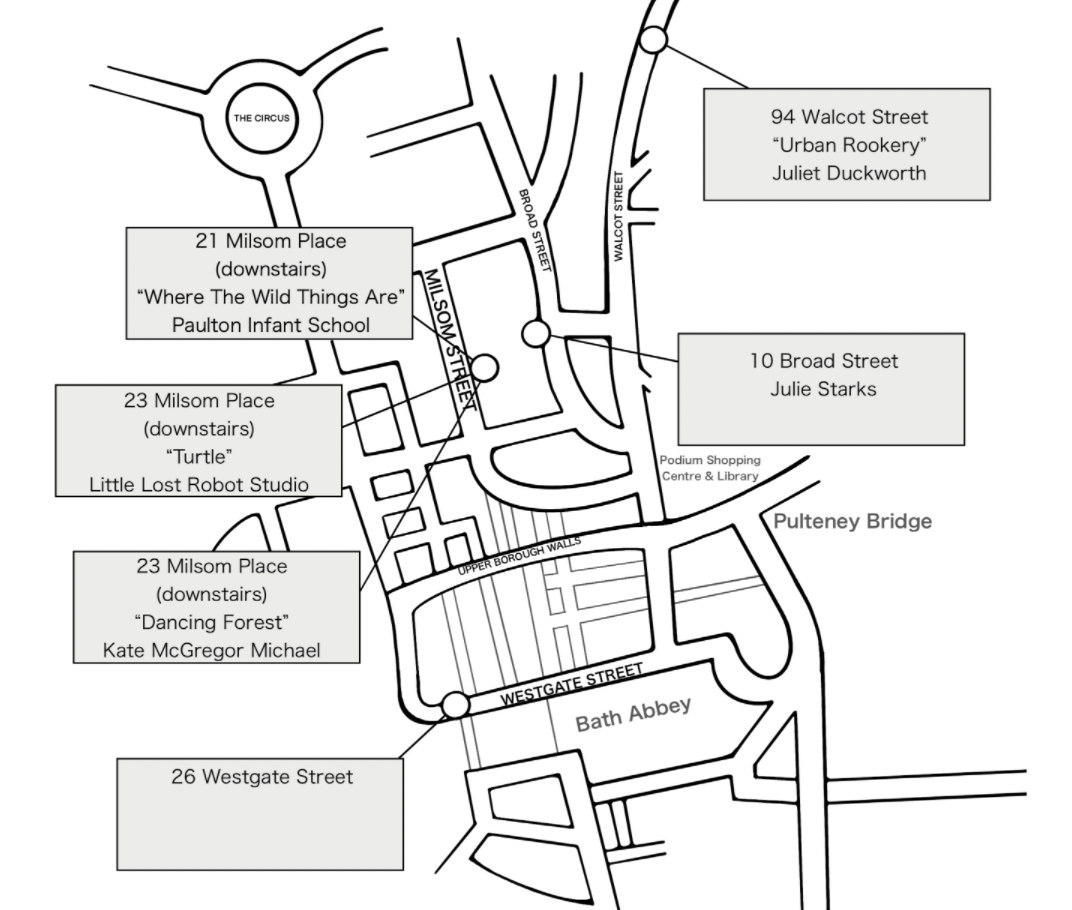 THE CIRCUS
94 Walcot Street
“Urban Rookery”
Juliet Duckworth
BROAD STREET
WALCOT STREET
21 Milsom Place
(downstairs)
“Where The Wild Things Are”
Paulton Infant School
MILSOM STREET
10 Broad Street
Julie Starks
23 Milsom Place
(downstairs)
“Turtle”
Little Lost Robot Studio
Podium Shopping
Centre & Library
Pulteney Bridge
UPPER BOROUGH WALLS
23 Milsom Place
(downstairs)
“Dancing Forest”
Kate McGregor Michael
WESTGATE STREET
Bath Abbey
26 Westgate Street